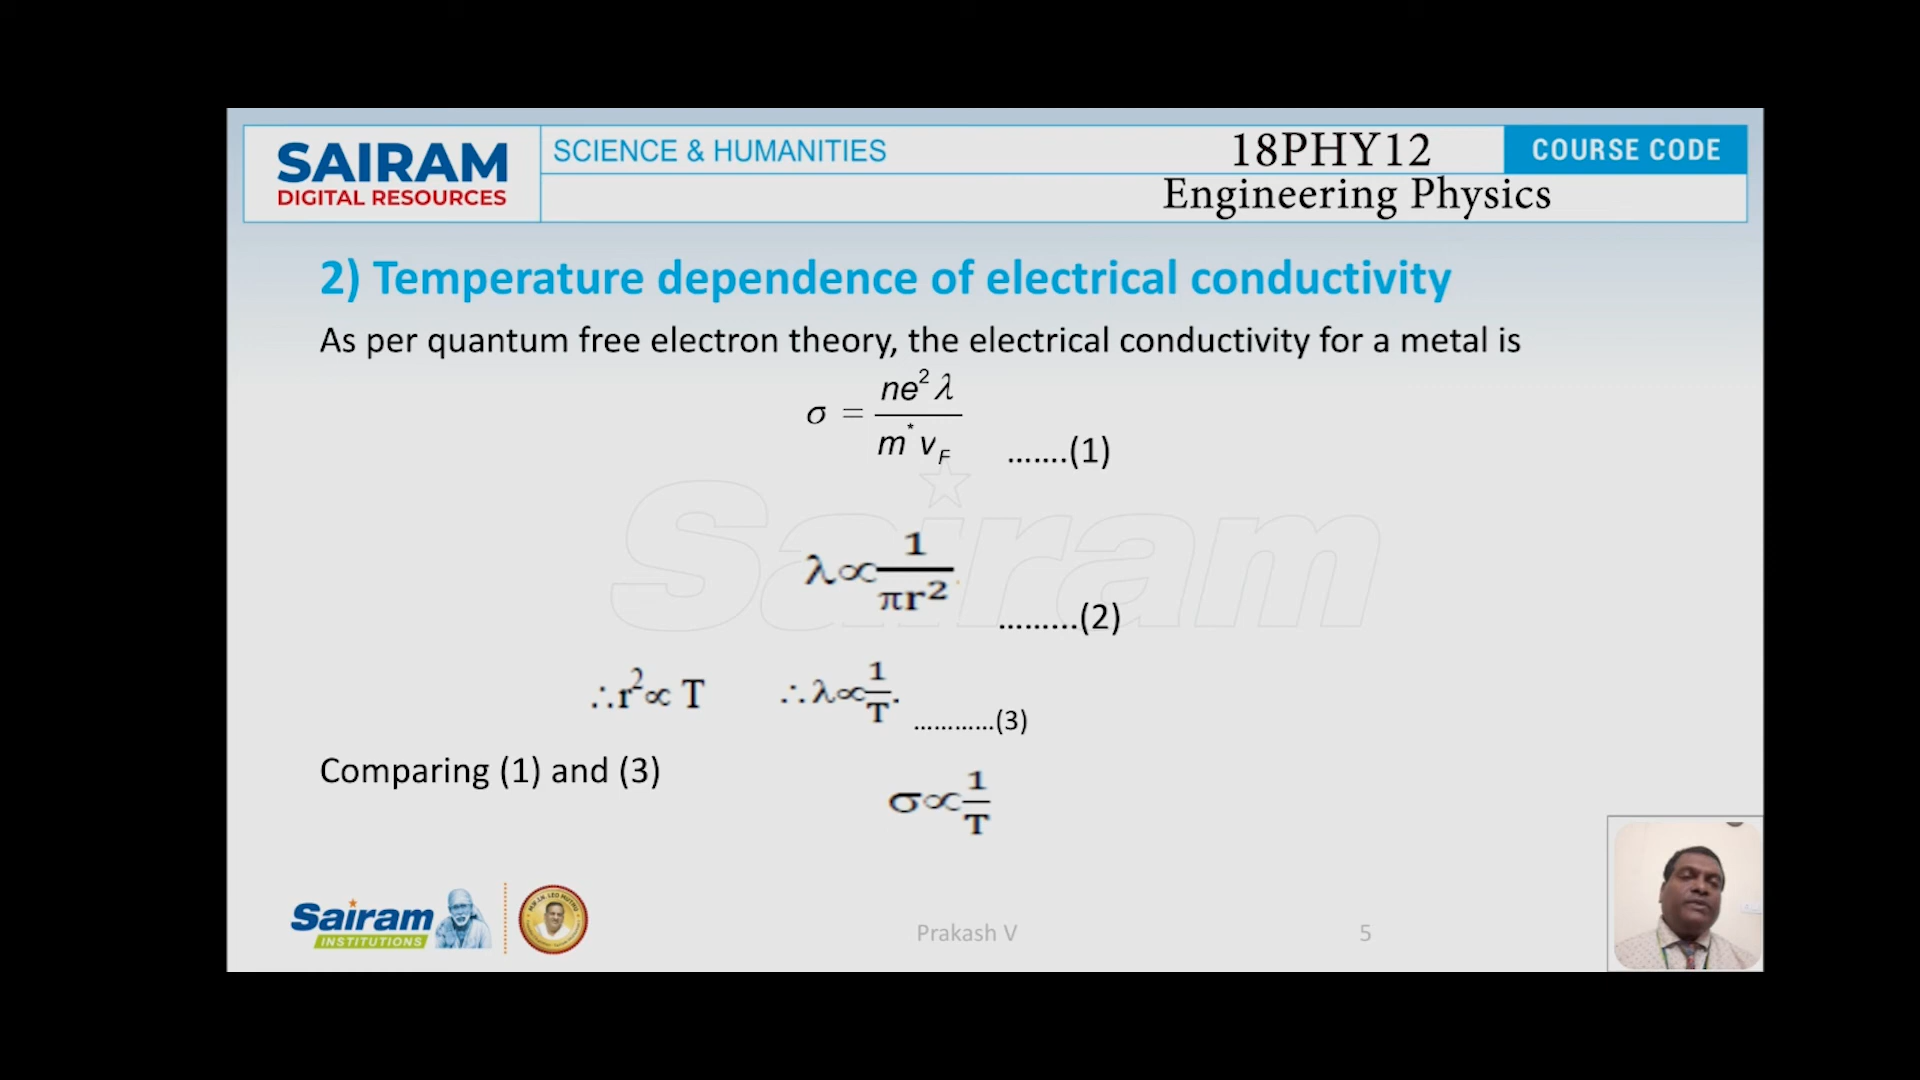 SAIRAM
DIGITAL RESOURCES
SCIENCE & HUMANITIES
18PHY12
COURSE CODE
Engineering Physics
2) Temperature dependence of electrical conductivity
As per quantum free electron theory, the electrical conductivity for a metal is
σ = ne² λ / m* v_F .......(1)
Sairam
λ∝ 1/πr² .........(2)
∴r²∝ T ∴λ∝ 1/T. ............(3)
Comparing (1) and (3)
σ∝ 1/T
Sairam
INSTITUTIONS
Prakash V
5